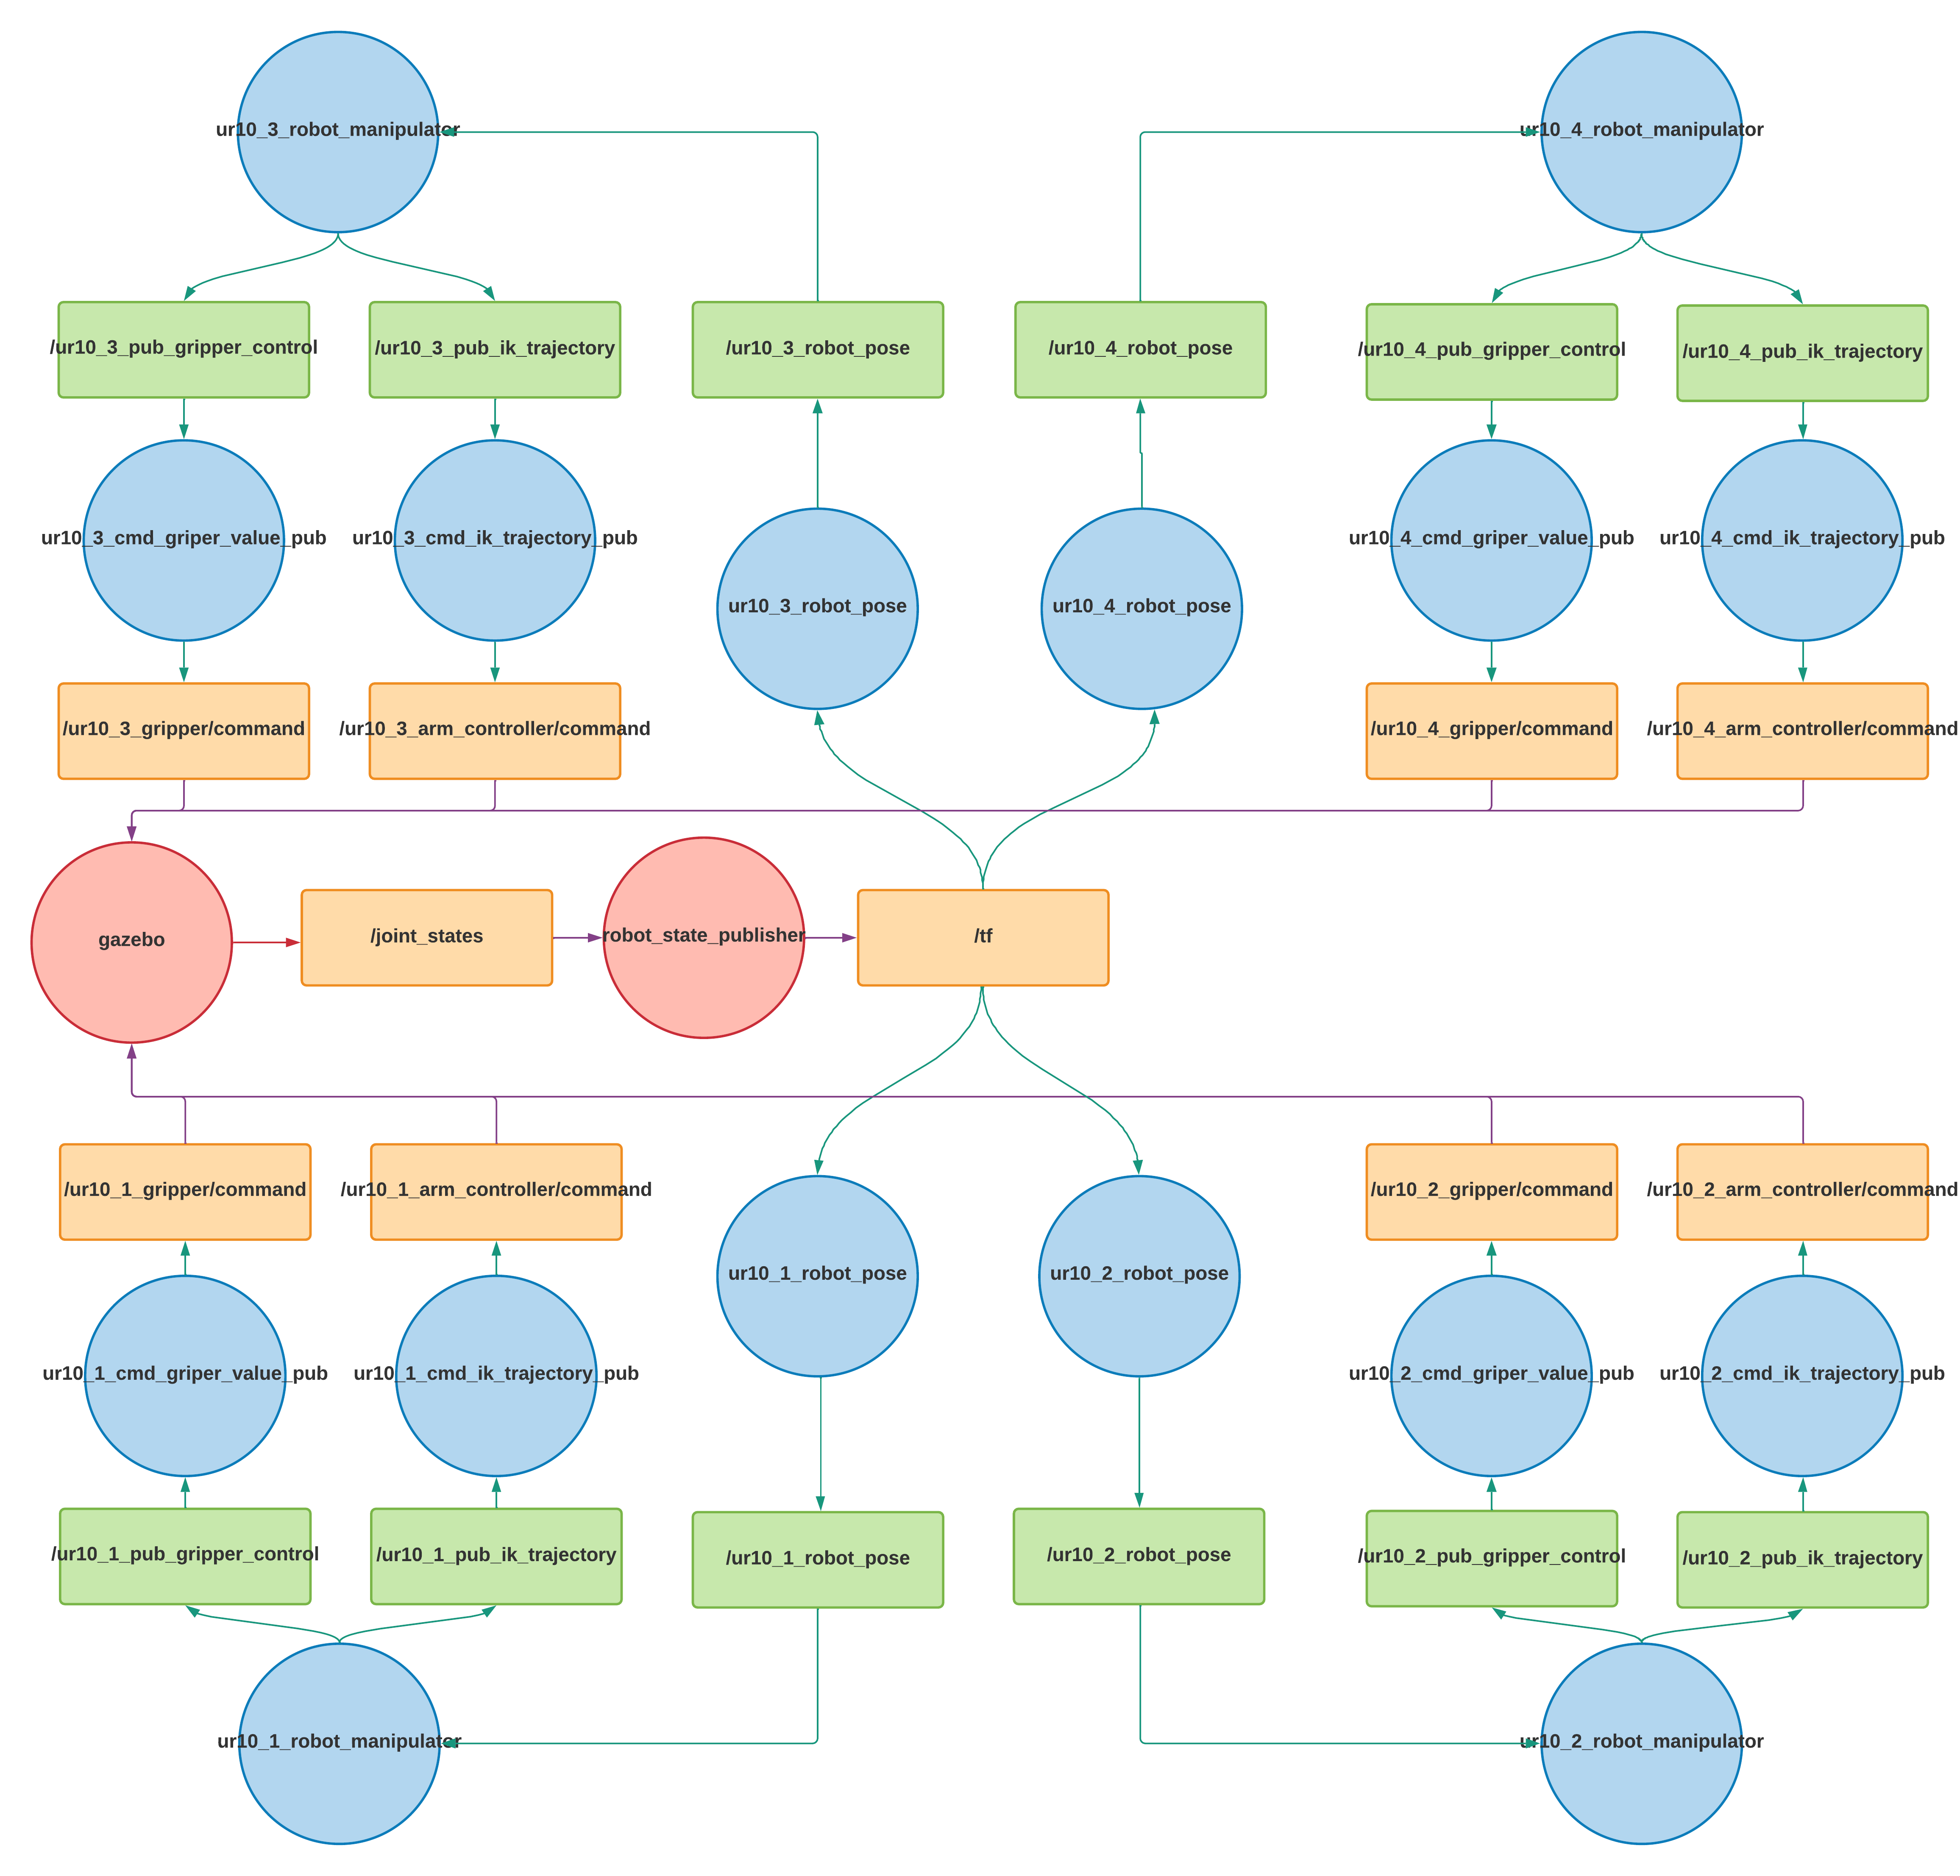 ur10_3_robot_manipulator
ur10_4_robot_manipulator
/ur10_3_pub_gripper_control
/ur10_3_pub_ik_trajectory
/ur10_3_robot_pose
/ur10_4_robot_pose
/ur10_4_pub_gripper_control
/ur10_4_pub_ik_trajectory
ur10_3_cmd_griper_value_pub
ur10_3_cmd_ik_trajectory_pub
ur10_3_robot_pose
ur10_4_robot_pose
ur10_4_cmd_griper_value_pub
ur10_4_cmd_ik_trajectory_pub
/ur10_3_gripper/command
/ur10_3_arm_controller/command
/ur10_4_gripper/command
/ur10_4_arm_controller/command
gazebo
/joint_states
robot_state_publisher
/tf
/ur10_1_gripper/command
/ur10_1_arm_controller/command
/ur10_2_gripper/command
/ur10_2_arm_controller/command
ur10_1_robot_pose
ur10_2_robot_pose
ur10_1_cmd_griper_value_pub
ur10_1_cmd_ik_trajectory_pub
ur10_2_cmd_griper_value_pub
ur10_2_cmd_ik_trajectory_pub
/ur10_1_pub_gripper_control
/ur10_1_pub_ik_trajectory
/ur10_1_robot_pose
/ur10_2_robot_pose
/ur10_2_pub_gripper_control
/ur10_2_pub_ik_trajectory
ur10_1_robot_manipulator
ur10_2_robot_manipulator